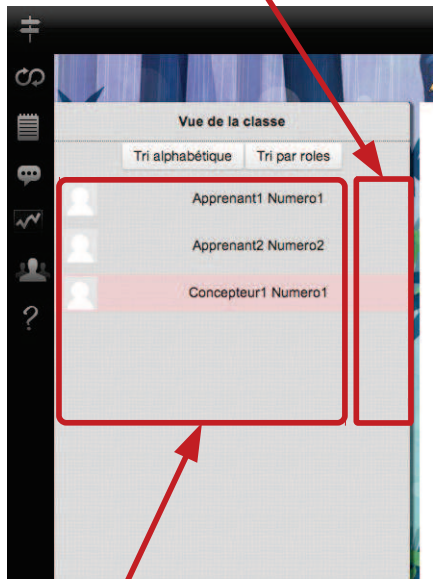 Vue de la classe
Tri alphabétique Tri par roles
Apprenant1 Numero1
Apprenant2 Numero2
Concepteur1 Numero1
?